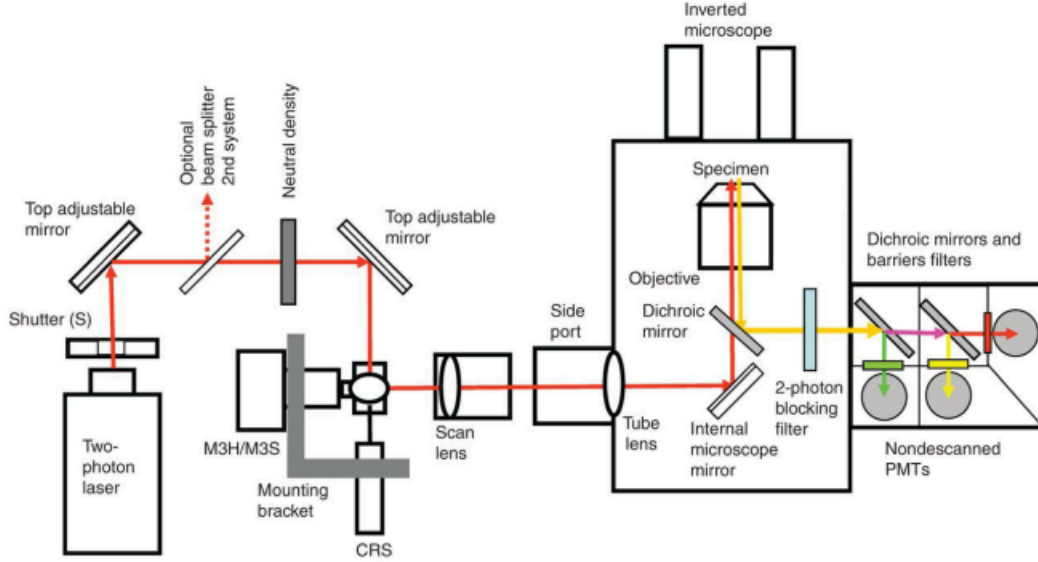 Inverted
microscope
Optional
beam splitter
2nd system
Neutral density
Top adjustable
mirror
Top adjustable
mirror
Specimen
Dichroic mirrors and
barriers filters
Objective
Dichroic
mirror
Side
port
Shutter (S)
Two-
photon
laser
M3H/M3S
Mounting
bracket
CRS
Scan
lens
Tube
lens
Internal
microscope
mirror
2-photon
blocking
filter
Nondescanned
PMTs